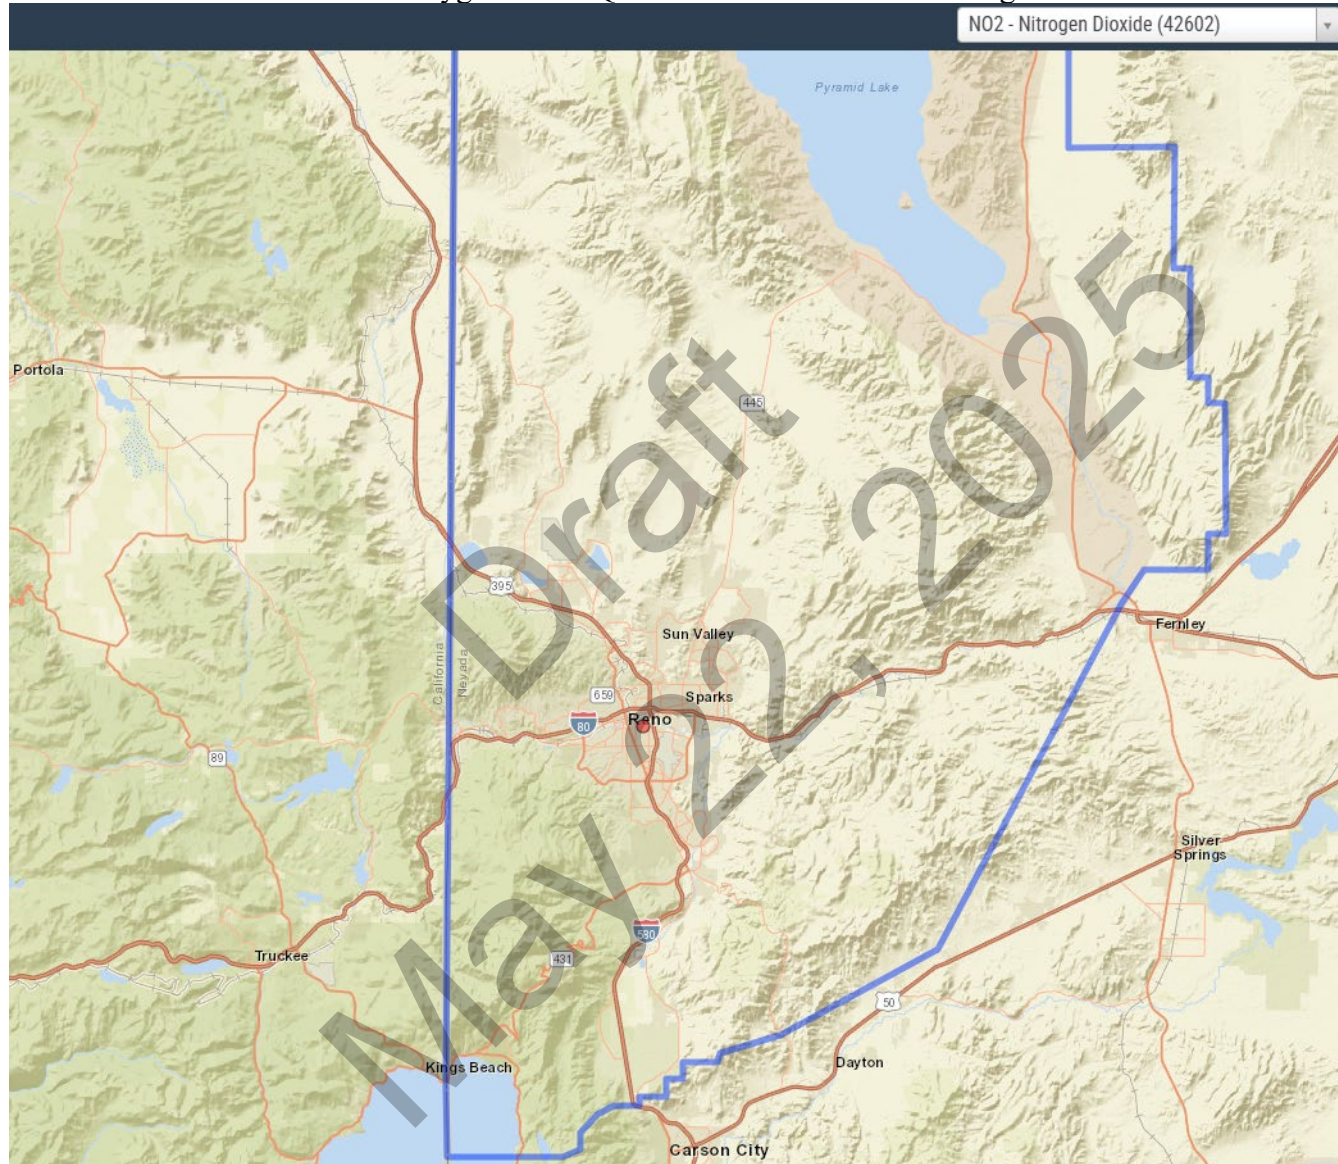 NO2 - Nitrogen Dioxide (42602)
Pyramid Lake
Portola
445
395
Sun Valley
Fernley
California
Nevada
659
Sparks
80
Reno
89
Silver
Springs
Truckee
580
431
50
Kings Beach
Dayton
Carson City
Draft
May 22, 2025